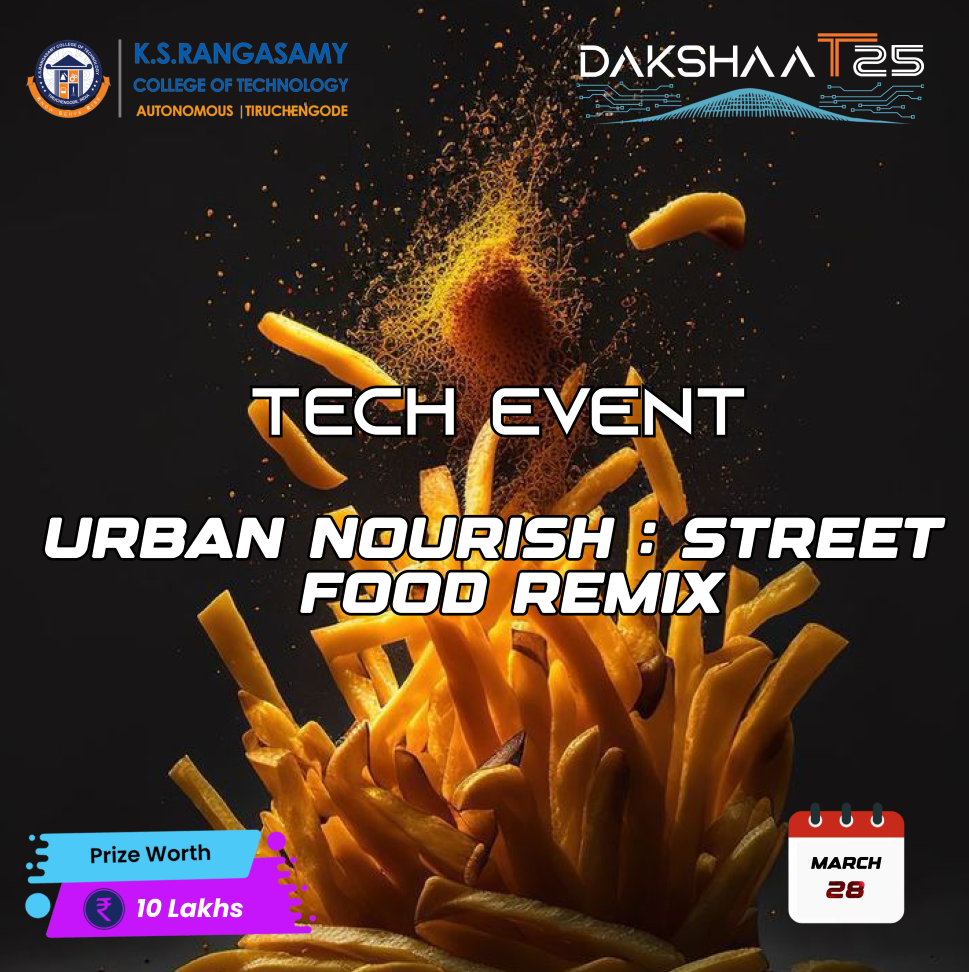 K.S.RANGASAMY
COLLEGE OF TECHNOLOGY
AUTONOMOUS | TIRUCHENGODE
DAKSHAA T25
TECH EVENT
URBAN NOURISH : STREET
FOOD REMIX
Prize Worth
₹ 10 Lakhs
MARCH
28